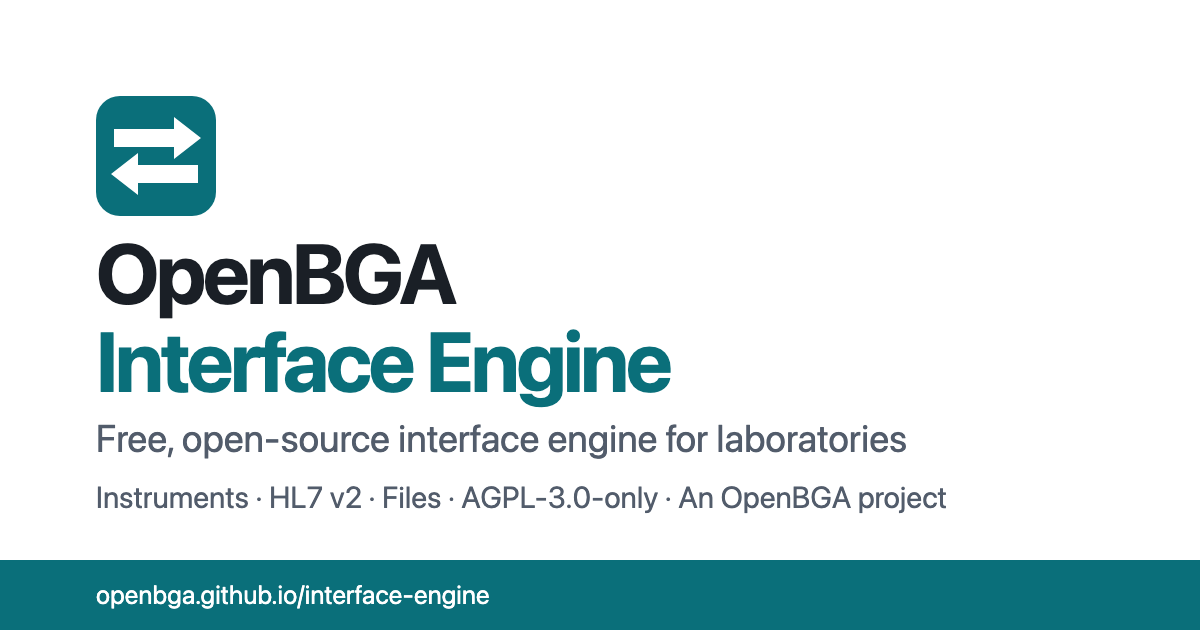 OpenBGA
Interface Engine
Free, open-source interface engine for laboratories
Instruments · HL7 v2 · Files · AGPL-3.0-only · An OpenBGA project
openbga.github.io/interface-engine